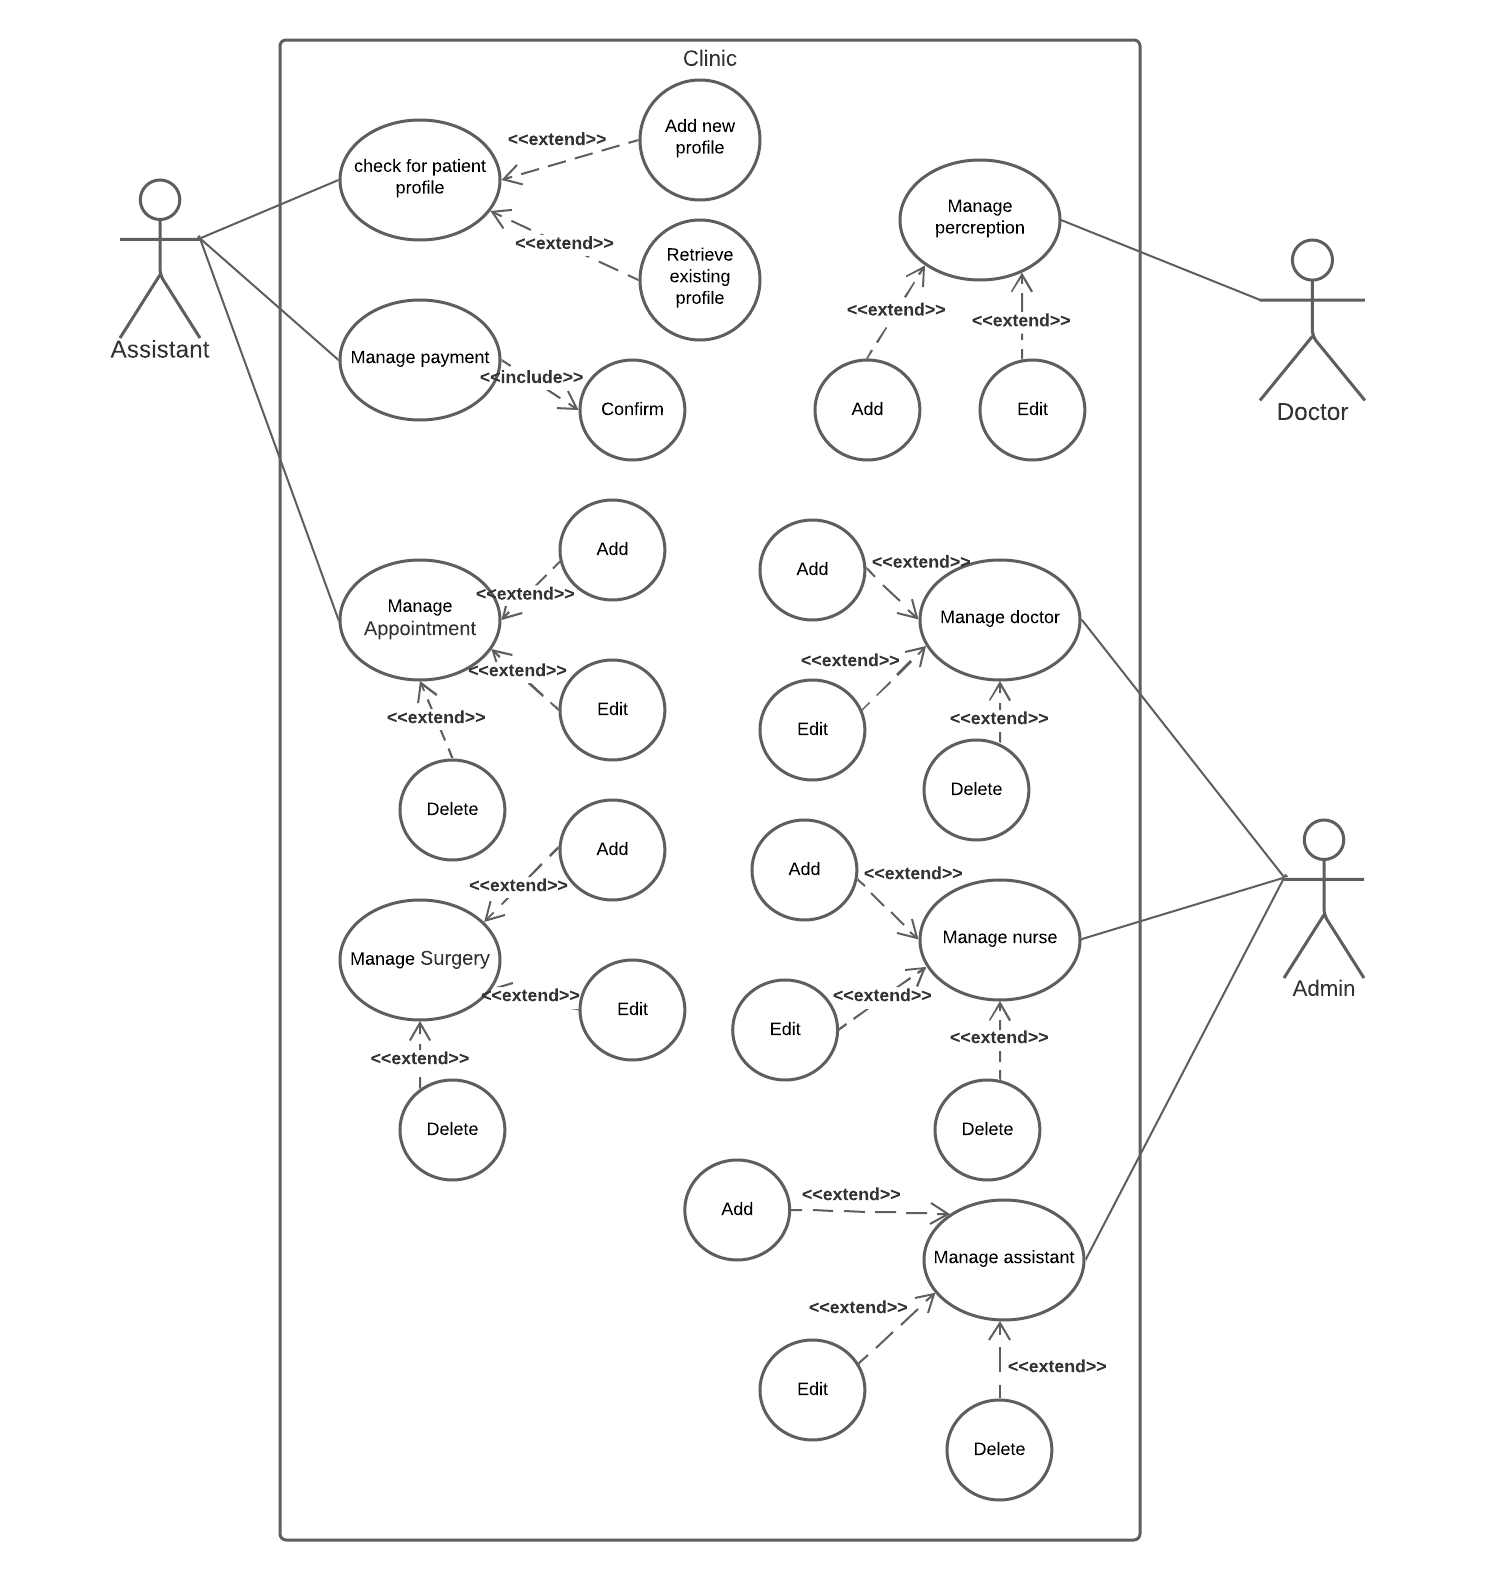 Clinic
Add new
profile
<<extend>>
check for patient
profile
<<extend>>
Retrieve
existing
profile
Assistant
Manage payment
<<include>>
Confirm
Manage
percreption
<<extend>>
<<extend>>
Add
Edit
Doctor
Add
<<extend>>
Manage
Appointment
<<extend>>
Edit
<<extend>>
Delete
Add
<<extend>>
Manage doctor
<<extend>>
Edit
<<extend>>
Delete
Add
<<extend>>
Manage Surgery
<<extend>>
Edit
<<extend>>
Delete
Add
<<extend>>
Manage nurse
<<extend>>
Edit
<<extend>>
Delete
Admin
Add
<<extend>>
Manage assistant
<<extend>>
Edit
<<extend>>
Delete